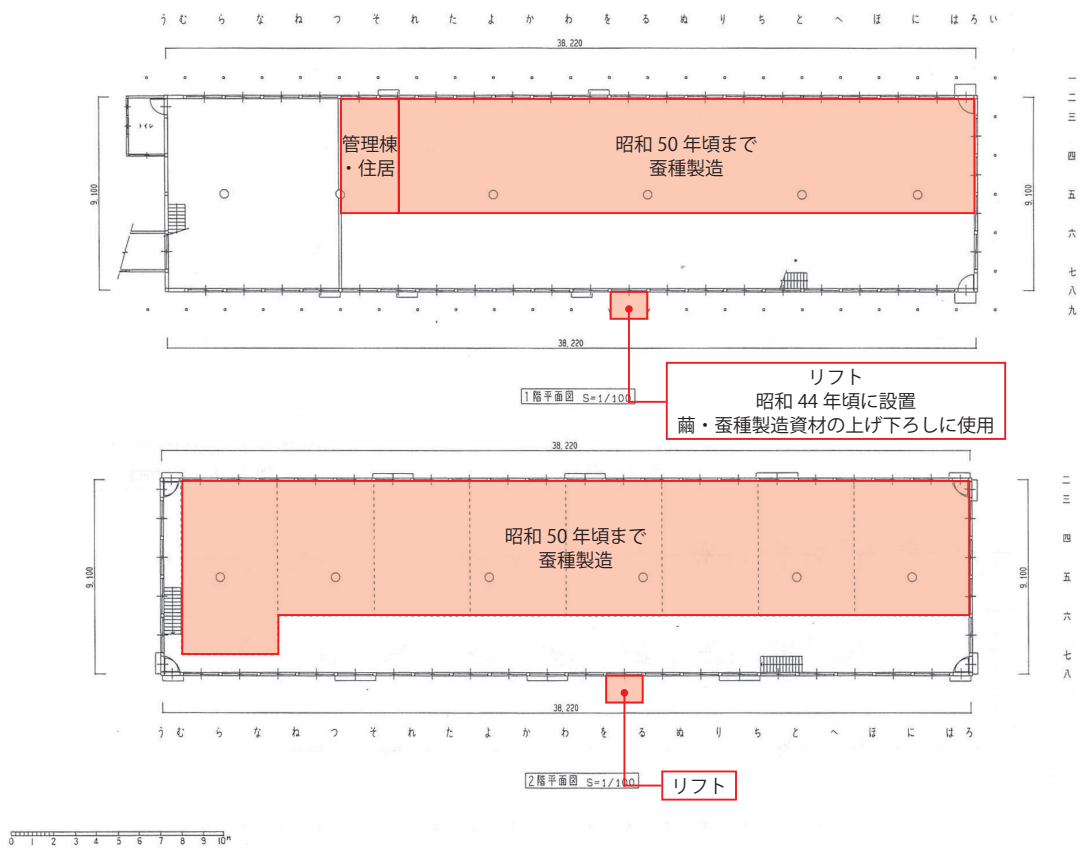 う む ら な ね つ そ れ た よ か わ を る ぬ り ち と へ ほ に は ろ い
38,220
一
二
三
四
五
六
七
八
九
9,100
トイレ
管理棟
・住居
昭和 50 年頃まで
蚕種製造
9,100
38,220
1階平面図 S=1/100
リフト
昭和 44 年頃に設置
繭・蚕種製造資材の上げ下ろしに使用
38,220
二
三
四
五
六
七
八
9,100
昭和 50 年頃まで
蚕種製造
9,100
38,220
う む ら な ね つ そ れ た よ か わ を る ぬ り ち と へ ほ に は ろ
2階平面図 S=1/100
リフト
0 1 2 3 4 5 6 7 8 9 10M